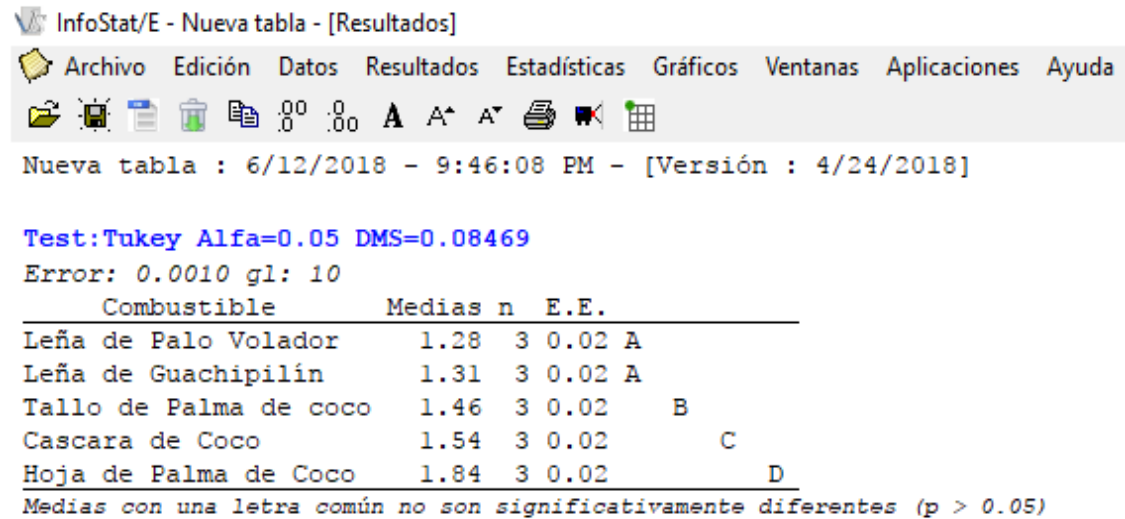 InfoStat/E - Nueva tabla - [Resultados]
Archivo Edición Datos Resultados Estadísticas Gráficos Ventanas Aplicaciones Ayuda
Nueva tabla : 6/12/2018 - 9:46:08 PM - [Versión : 4/24/2018]
Test:Tukey Alfa=0.05 DMS=0.08469
Error: 0.0010 gl: 10
Combustible Medias n E.E.
Leña de Palo Volador 1.28 3 0.02 A
Leña de Guachipilín 1.31 3 0.02 A
Tallo de Palma de coco 1.46 3 0.02 B
Cascara de Coco 1.54 3 0.02 C
Hoja de Palma de Coco 1.84 3 0.02 D
Medias con una letra común no son significativamente diferentes (p > 0.05)